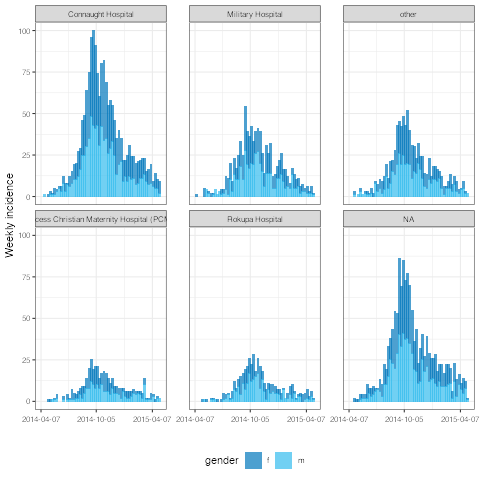 Connaught Hospital
Military Hospital
other
100
75
50
25
0
cess Christian Maternity Hospital (PCM
Rokupa Hospital
NA
100
75
50
25
0
Weekly incidence
2014-04-07 2014-10-05 2015-04-07
2014-04-07 2014-10-05 2015-04-07
2014-04-07 2014-10-05 2015-04-07
gender f m